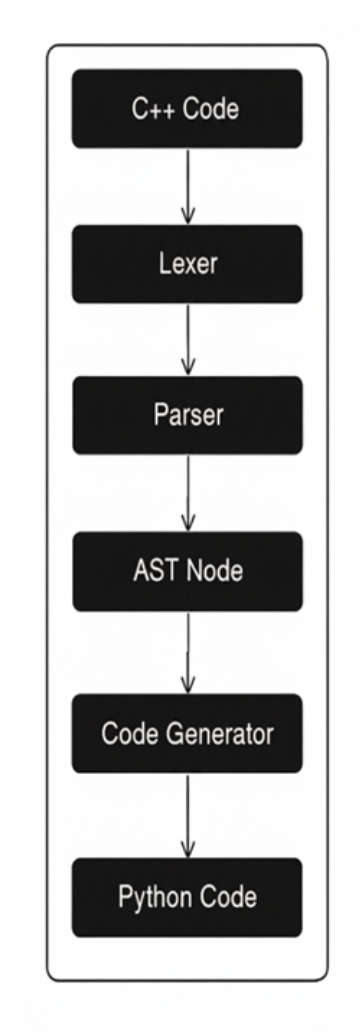 C++ Code
Lexer
Parser
AST Node
Code Generator
Python Code